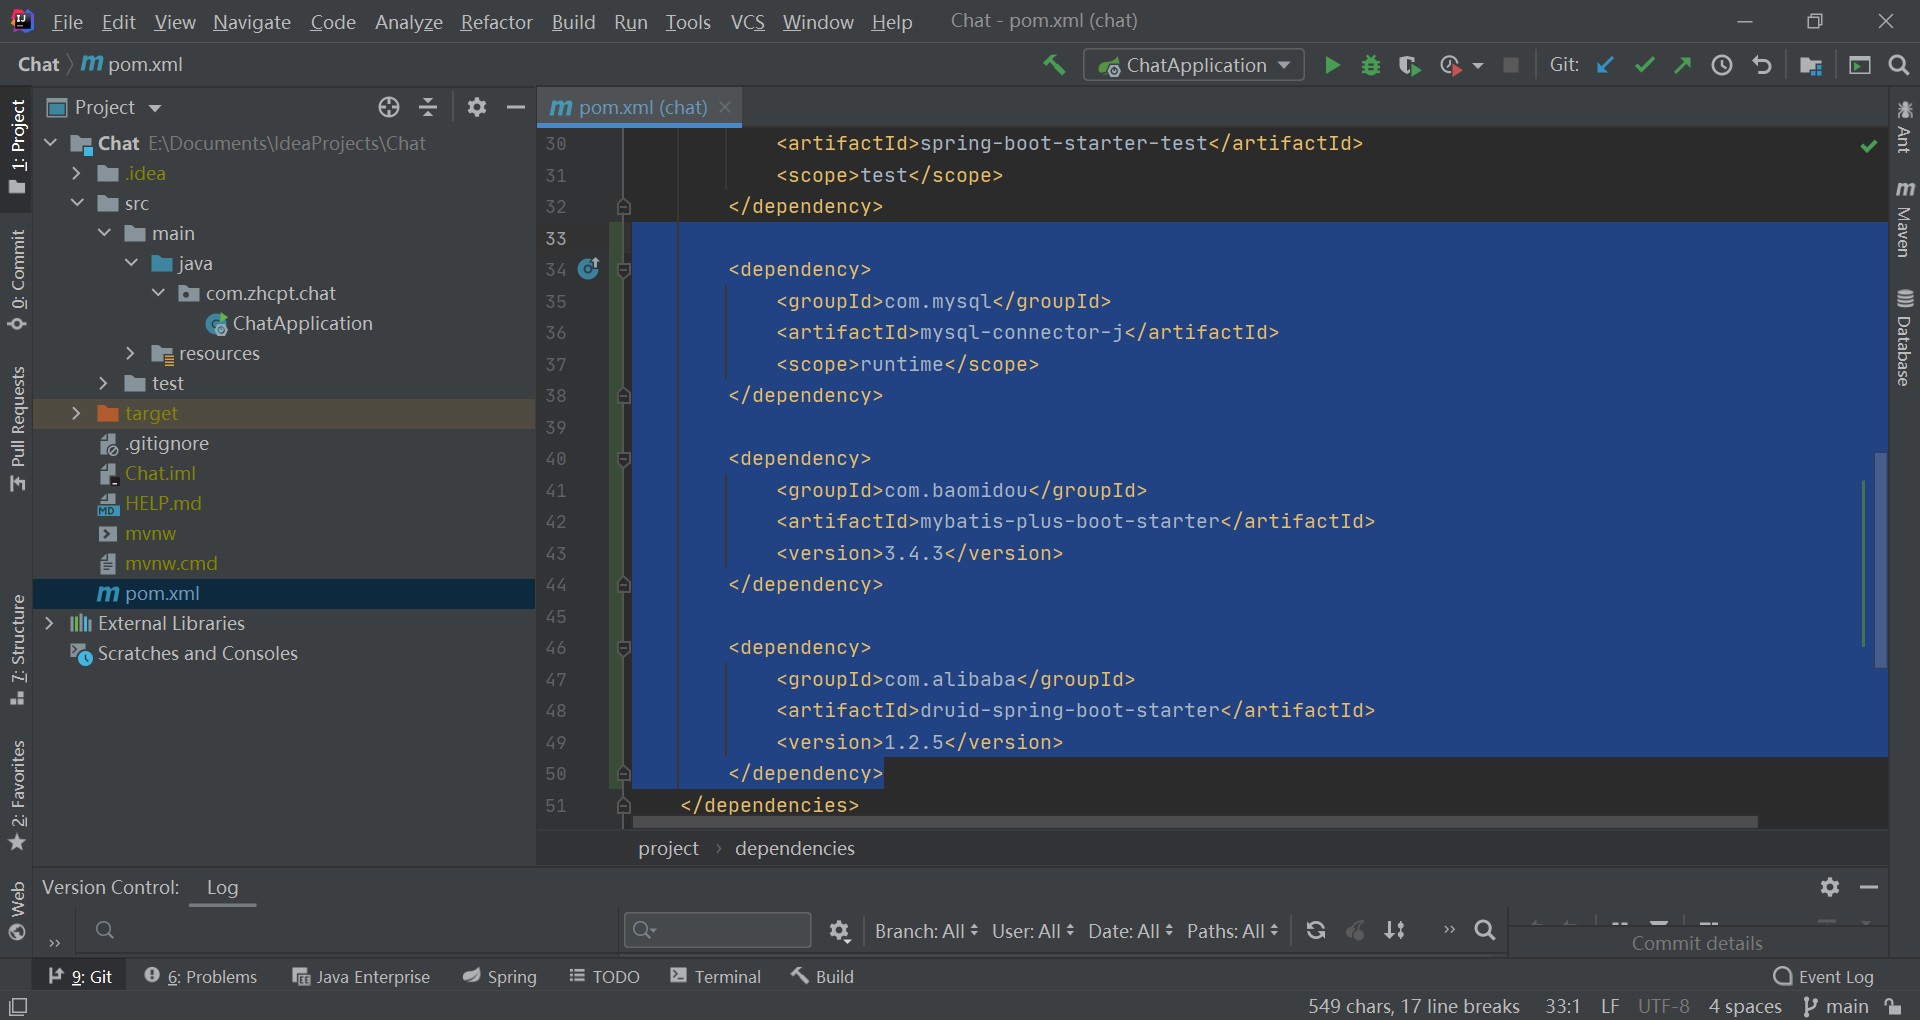 File Edit View Navigate Code Analyze Refactor Build Run Tools VCS Window Help Chat - pom.xml (chat)
Chat pom.xml ChatApplication Git:
1: Project
0: Commit
Pull Requests
7: Structure
2: Favorites
Web
Project
Chat E:\Documents\IdeaProjects\Chat
.idea
src
main
java
com.zhcpt.chat
ChatApplication
resources
test
target
.gitignore
Chat.iml
HELP.md
mvnw
mvnw.cmd
pom.xml
External Libraries
Scratches and Consoles
pom.xml (chat)
30 <artifactId>spring-boot-starter-test</artifactId>
31 <scope>test</scope>
32 </dependency>
33
34 <dependency>
35 <groupId>com.mysql</groupId>
36 <artifactId>mysql-connector-j</artifactId>
37 <scope>runtime</scope>
38 </dependency>
39
40 <dependency>
41 <groupId>com.baomidou</groupId>
42 <artifactId>mybatis-plus-boot-starter</artifactId>
43 <version>3.4.3</version>
44 </dependency>
45
46 <dependency>
47 <groupId>com.alibaba</groupId>
48 <artifactId>druid-spring-boot-starter</artifactId>
49 <version>1.2.5</version>
50 </dependency>
51 </dependencies>
project › dependencies
Ant
Maven
Database
Version Control: Log
Branch: All User: All Date: All Paths: All
Commit details
9: Git 6: Problems Java Enterprise Spring TODO Terminal Build Event Log
549 chars, 17 line breaks 33:1 LF UTF-8 4 spaces main